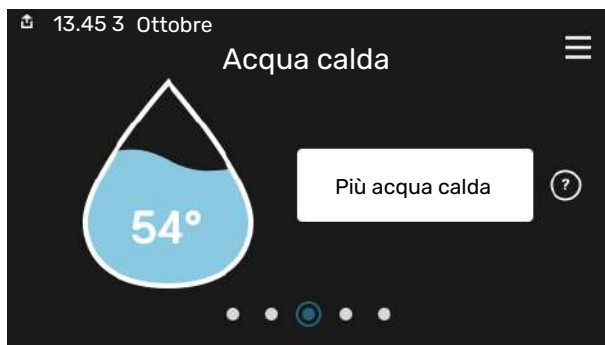 13.45 3 Ottobre
Acqua calda
54°
Più acqua calda
?